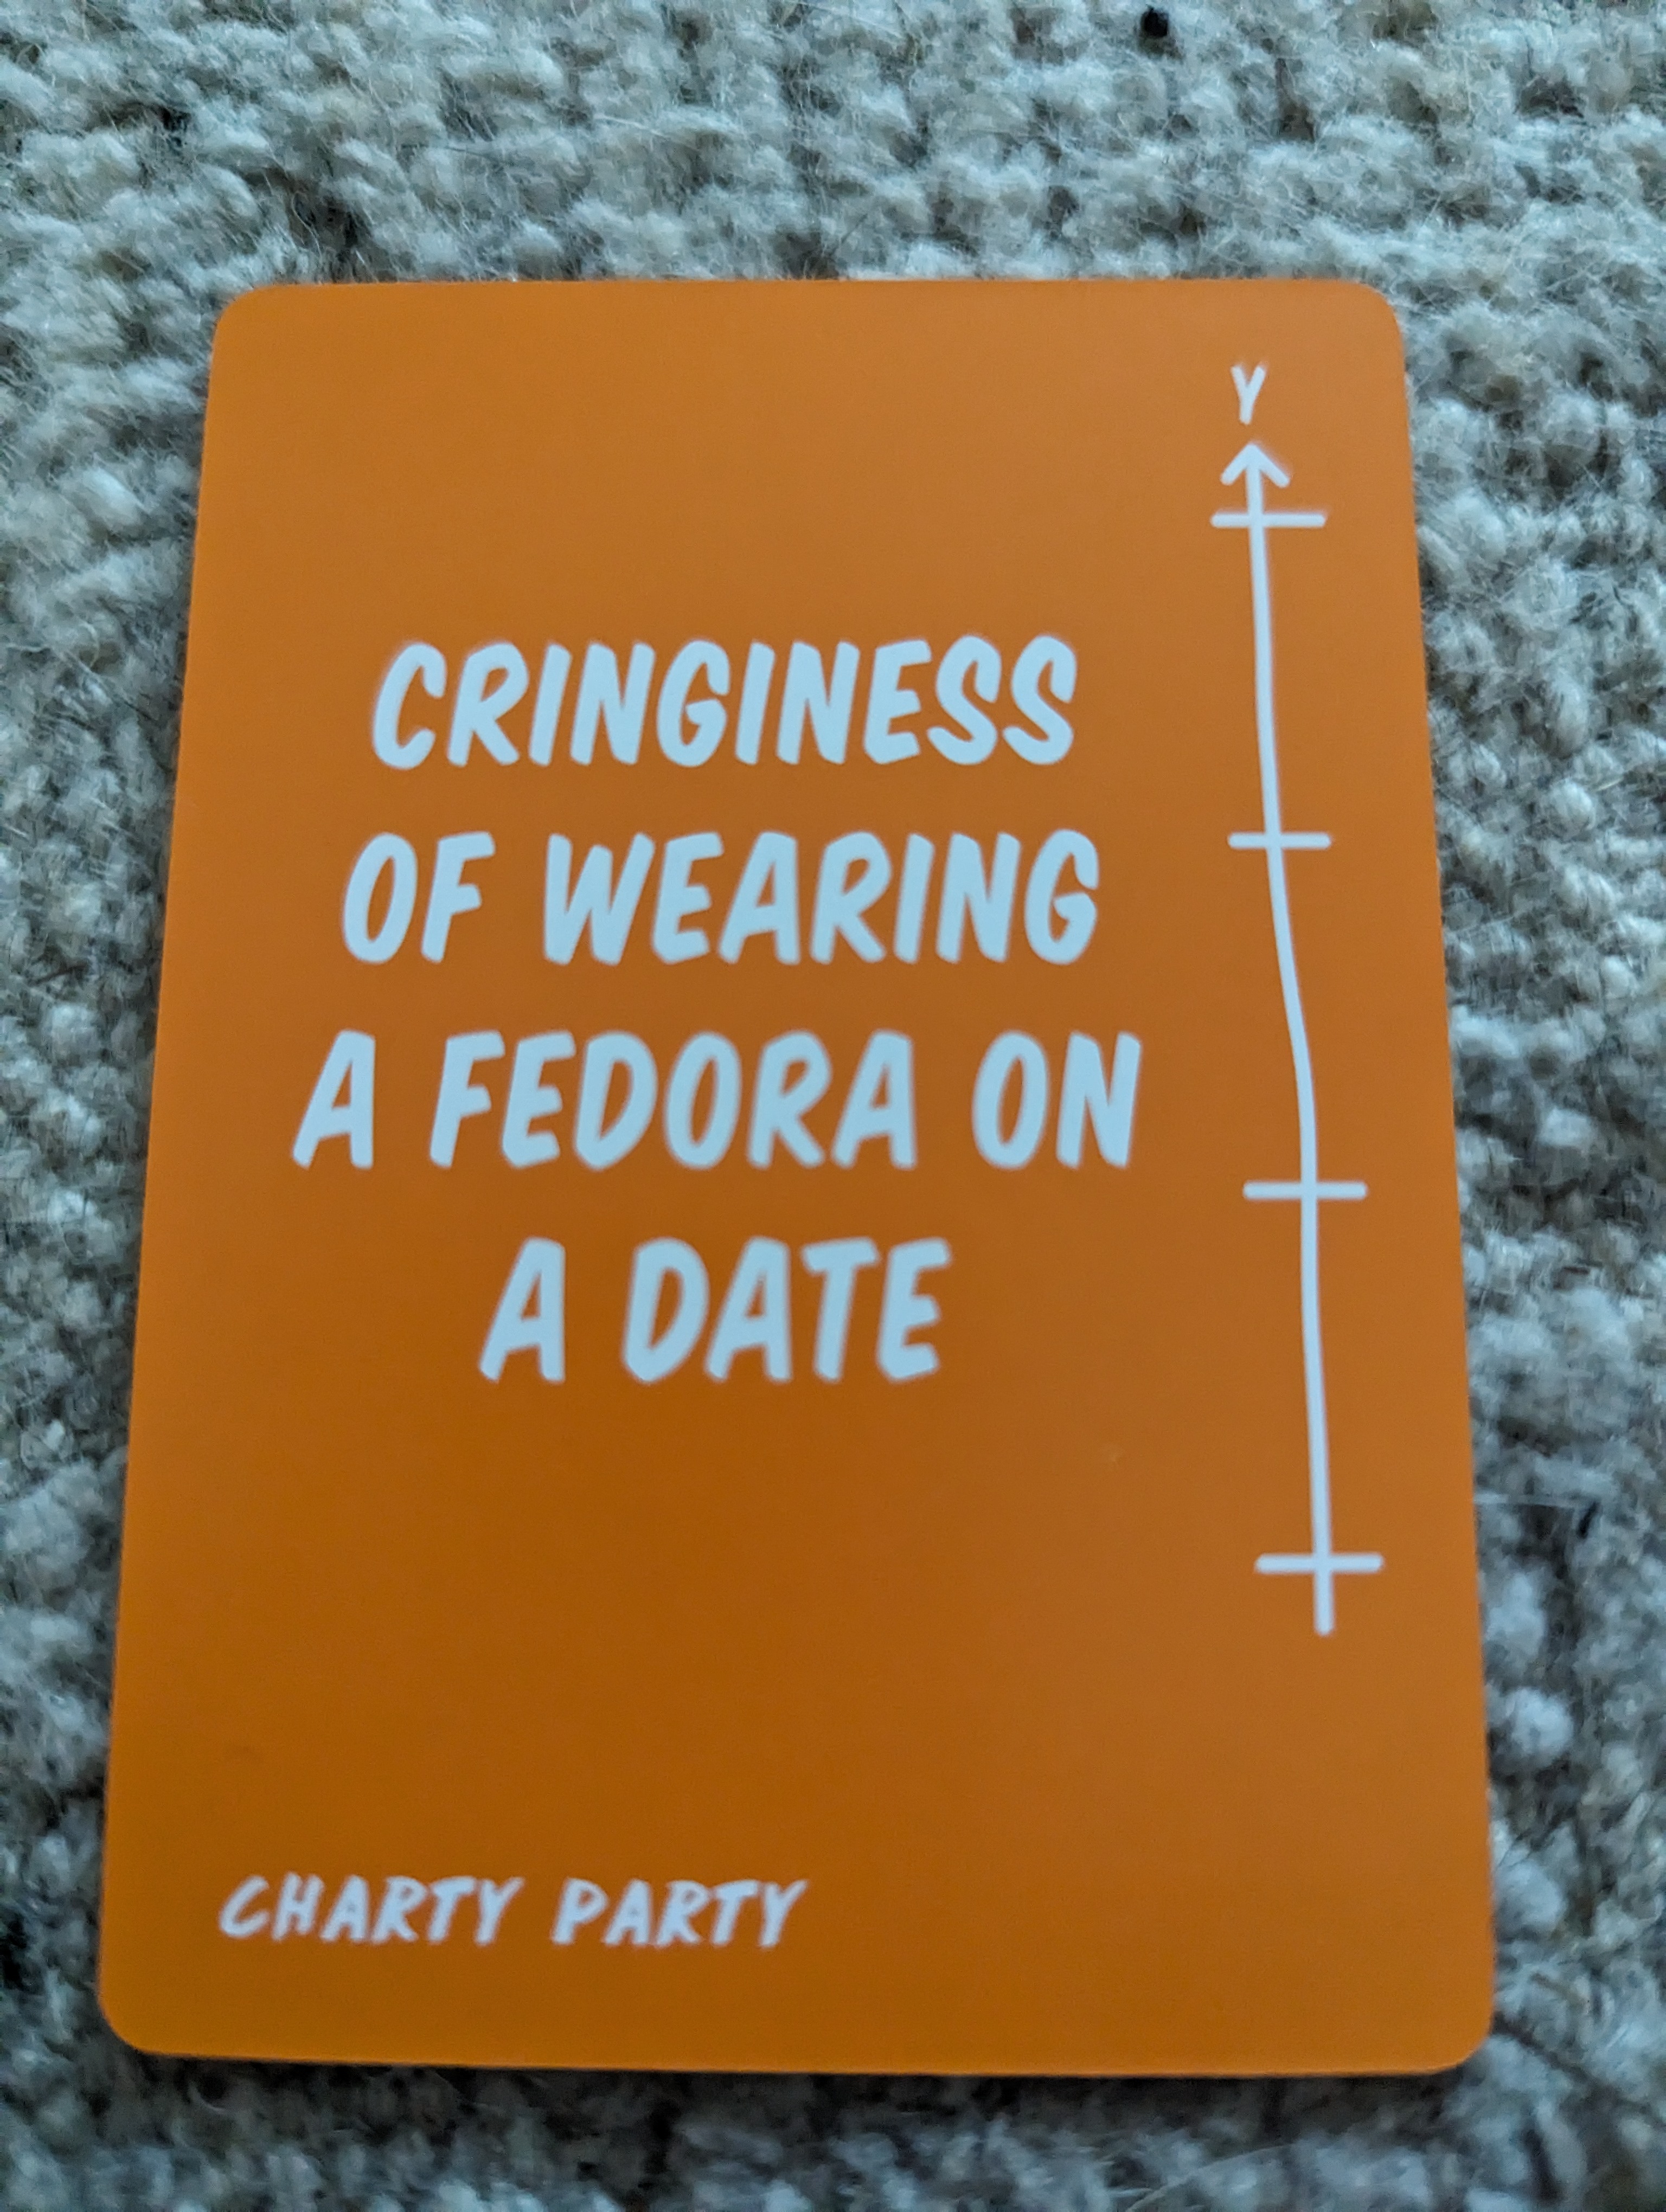 Y
CRINGINESS
OF WEARING
A FEDORA ON
A DATE
CHARTY PARTY